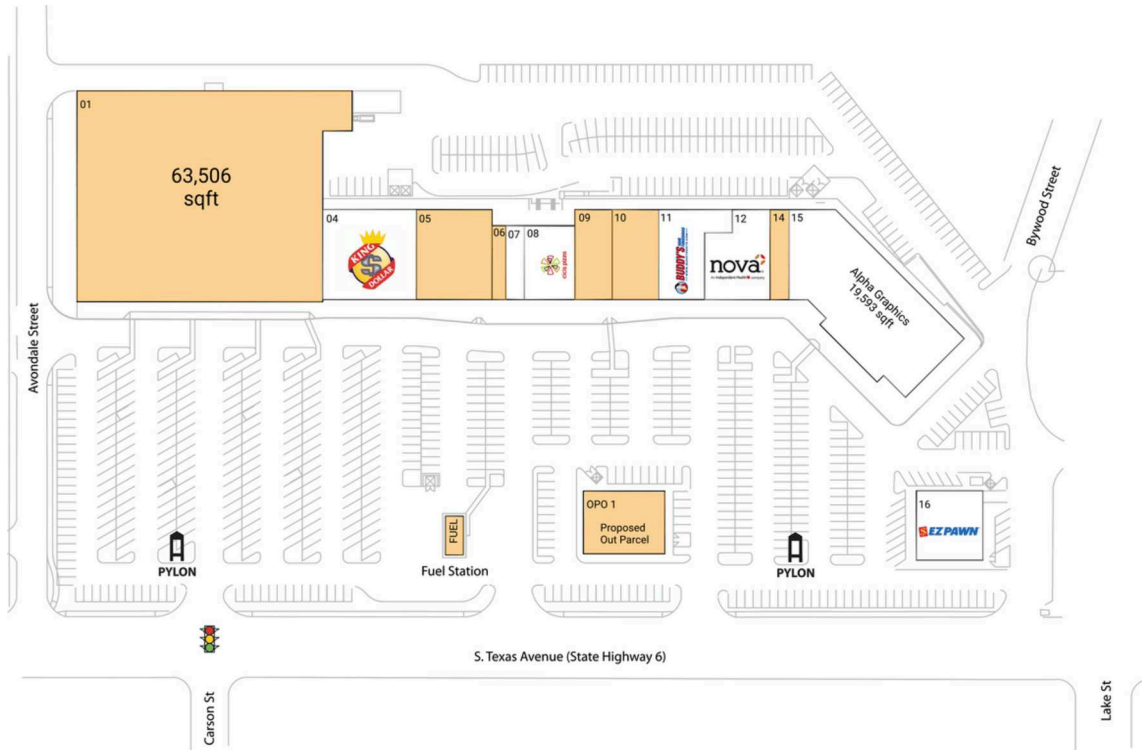 01
63,506
sqft
04
KING
$
DOLLAR
05
06
07
08
cicis pizza
09
10
11
BUDDY'S
12
nova
14
15
Alpha Graphics
19,593 sqft
Bywood Street
Avondale Street
OPO 1
Proposed
Out Parcel
FUEL
Fuel Station
16
EZPAWN
PYLON
PYLON
S. Texas Avenue (State Highway 6)
Carson St
Lake St